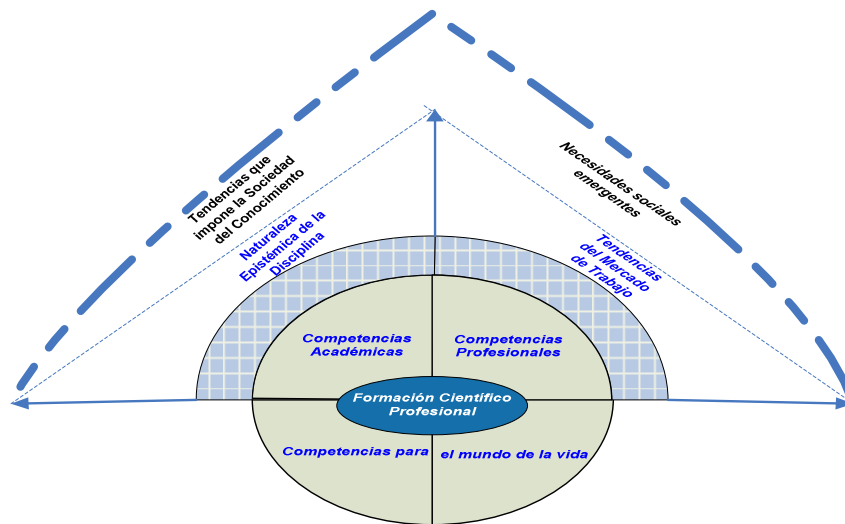 Tendencias que
impone la Sociedad
del Conocimiento
Necesidades sociales
emergentes
Naturaleza
Epistémica de la
Disciplina
Tendencias
del Mercado
de Trabajo
Competencias
Académicas
Competencias
Profesionales
Formación Científico
Profesional
Competencias para
el mundo de la vida